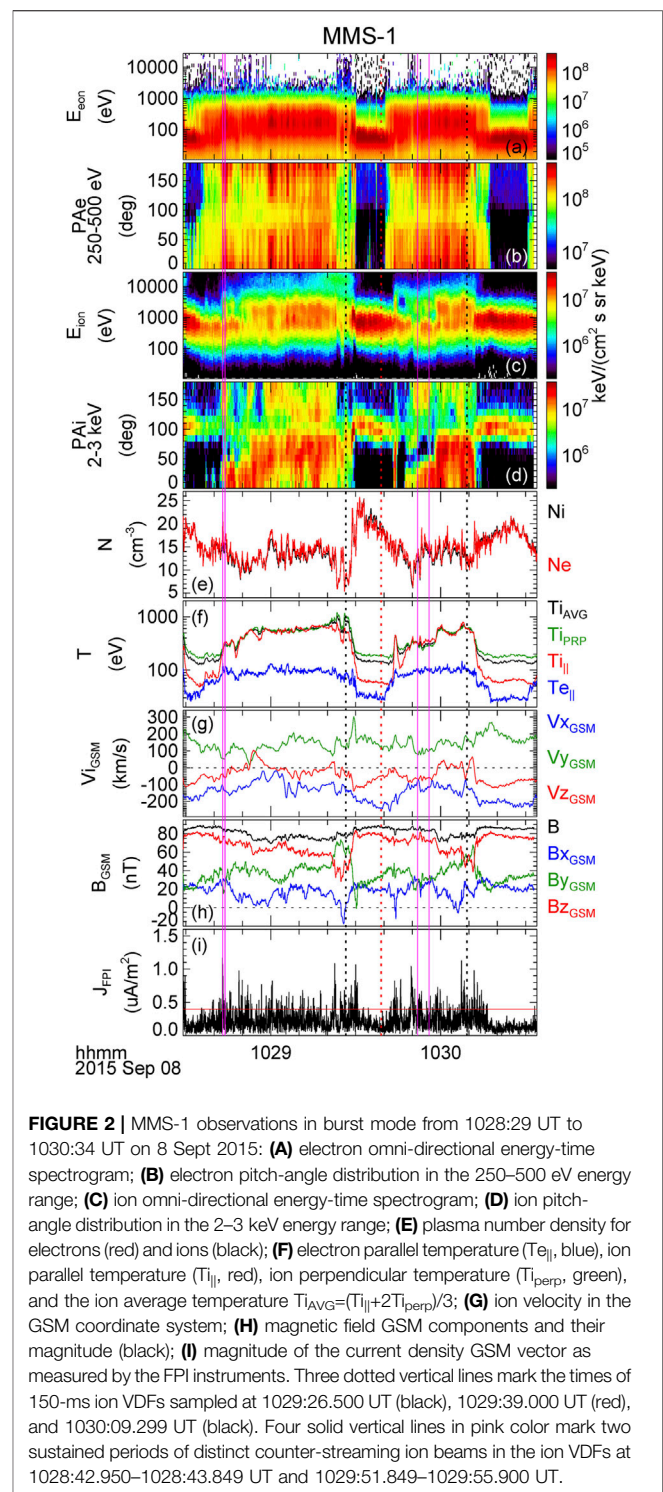 MMS-1
10000
1000
100
E_eon
(eV)
(a)
10^8
10^7
10^6
10^5
150
100
50
0
PAe
250-500 eV
(deg)
(b)
10^8
10^7
10000
1000
100
E_ion
(eV)
(c)
10^7
10^6
keV/(cm^2 s sr keV)
150
100
50
0
PAi
2-3 keV
(deg)
(d)
10^7
10^6
25
20
15
10
5
N
(cm^-3)
(e)
Ni
Ne
1000
100
T
(eV)
(f)
Ti_AVG
Ti_PRP
Ti_||
Te_||
300
200
100
0
-100
-200
Vi_GSM
(km/s)
(g)
Vx_GSM
Vy_GSM
Vz_GSM
80
60
40
20
0
-20
B_GSM
(nT)
(h)
B
Bx_GSM
By_GSM
Bz_GSM
1.5
1.0
0.5
0.0
J_FPI
(uA/m^2)
(i)
hhmm
2015 Sep 08
1029
1030
FIGURE 2 | MMS-1 observations in burst mode from 1028:29 UT to
1030:34 UT on 8 Sept 2015: (A) electron omni-directional energy-time
spectrogram; (B) electron pitch-angle distribution in the 250–500 eV energy
range; (C) ion omni-directional energy-time spectrogram; (D) ion pitch-
angle distribution in the 2–3 keV energy range; (E) plasma number density for
electrons (red) and ions (black); (F) electron parallel temperature (Te_||, blue), ion
parallel temperature (Ti_||, red), ion perpendicular temperature (Ti_perp, green),
and the ion average temperature Ti_AVG=(Ti_||+2Ti_perp)/3; (G) ion velocity in the
GSM coordinate system; (H) magnetic field GSM components and their
magnitude (black); (I) magnitude of the current density GSM vector as
measured by the FPI instruments. Three dotted vertical lines mark the times of
150-ms ion VDFs sampled at 1029:26.500 UT (black), 1029:39.000 UT (red),
and 1030:09.299 UT (black). Four solid vertical lines in pink color mark two
sustained periods of distinct counter-streaming ion beams in the ion VDFs at
1028:42.950–1028:43.849 UT and 1029:51.849–1029:55.900 UT.